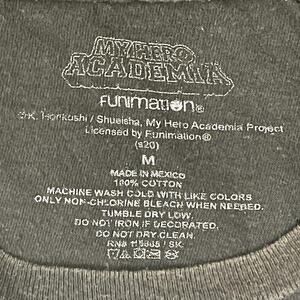 MY HERO
ACADEMIA
FUNIMATION®
©K. Horikoshi / Shueisha, My Hero Academia Project
Licensed by Funimation®
(s20)
M
MADE IN MEXICO
100% COTTON
MACHINE WASH COLD WITH LIKE COLORS
ONLY NON-CHLORINE BLEACH WHEN NEEDED.
TUMBLE DRY LOW.
DO NOT IRON IF DECORATED.
DO NOT DRY CLEAN.
RN# / SK